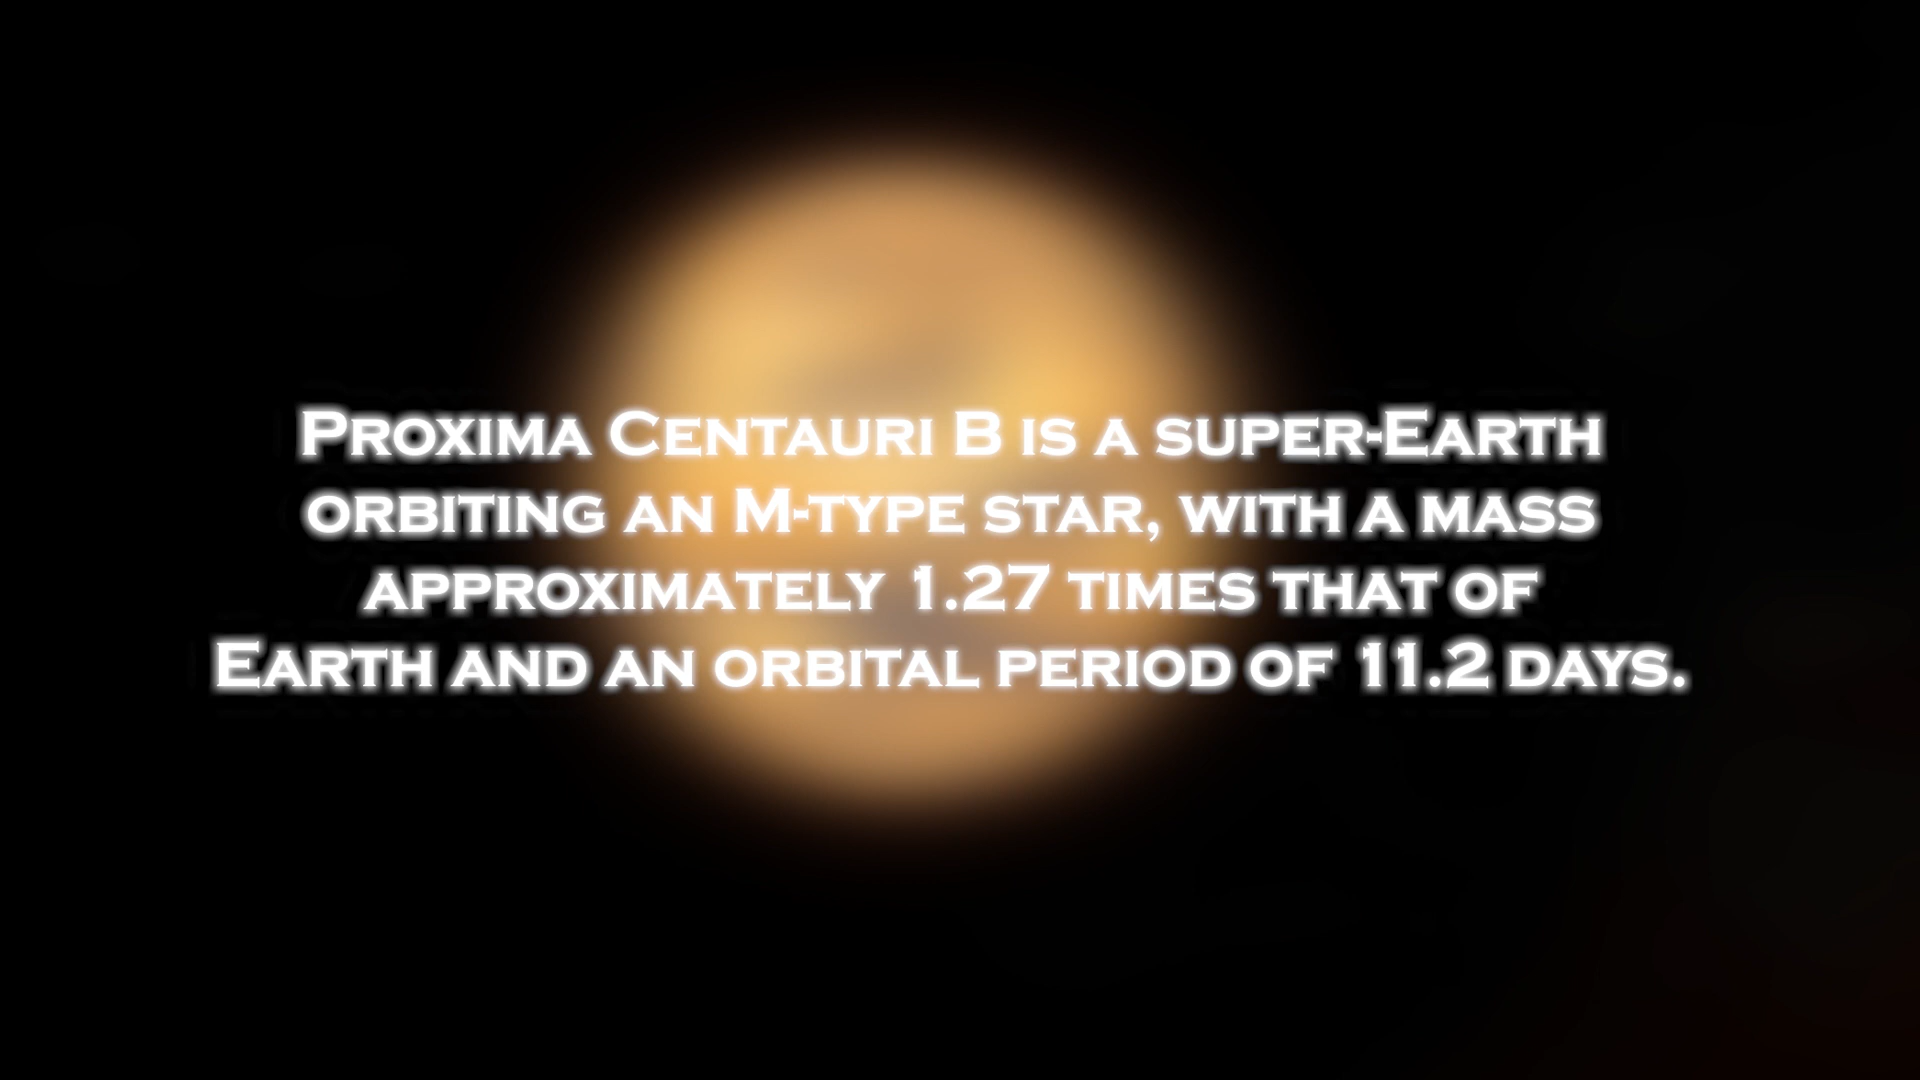 Proxima Centauri B is a super-Earth
orbiting an M-type star, with a mass
approximately 1.27 times that of
Earth and an orbital period of 11.2 days.